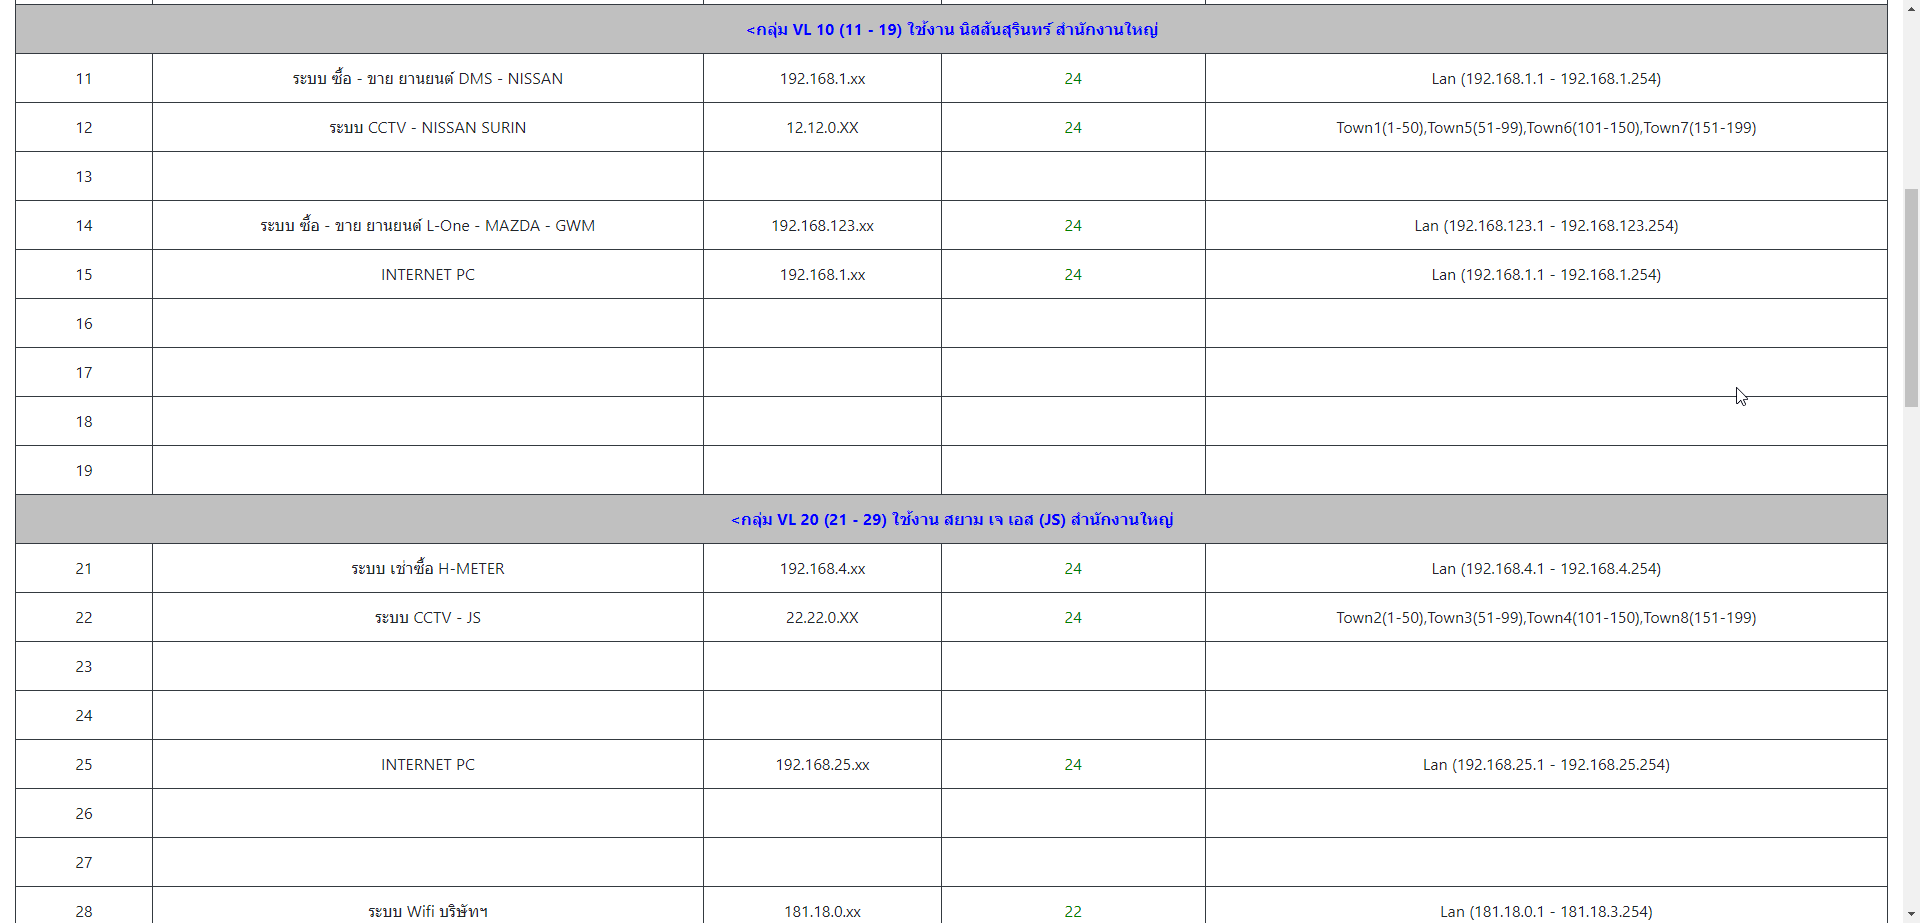 <กลุ่ม VL 10 (11 - 19) ใช้งาน นิสสันสุรินทร์ สำนักงานใหญ่
11 ระบบ ซื้อ - ขาย ยานยนต์ DMS - NISSAN 192.168.1.xx 24 Lan (192.168.1.1 - 192.168.1.254)
12 ระบบ CCTV - NISSAN SURIN 12.12.0.XX 24 Town1(1-50),Town5(51-99),Town6(101-150),Town7(151-199)
13
14 ระบบ ซื้อ - ขาย ยานยนต์ L-One - MAZDA - GWM 192.168.123.xx 24 Lan (192.168.123.1 - 192.168.123.254)
15 INTERNET PC 192.168.1.xx 24 Lan (192.168.1.1 - 192.168.1.254)
16
17
18
19
<กลุ่ม VL 20 (21 - 29) ใช้งาน สยาม เจ เอส (JS) สำนักงานใหญ่
21 ระบบ เช่าซื้อ H-METER 192.168.4.xx 24 Lan (192.168.4.1 - 192.168.4.254)
22 ระบบ CCTV - JS 22.22.0.XX 24 Town2(1-50),Town3(51-99),Town4(101-150),Town8(151-199)
23
24
25 INTERNET PC 192.168.25.xx 24 Lan (192.168.25.1 - 192.168.25.254)
26
27
28 ระบบ Wifi บริษัทฯ 181.18.0.xx 22 Lan (181.18.0.1 - 181.18.3.254)